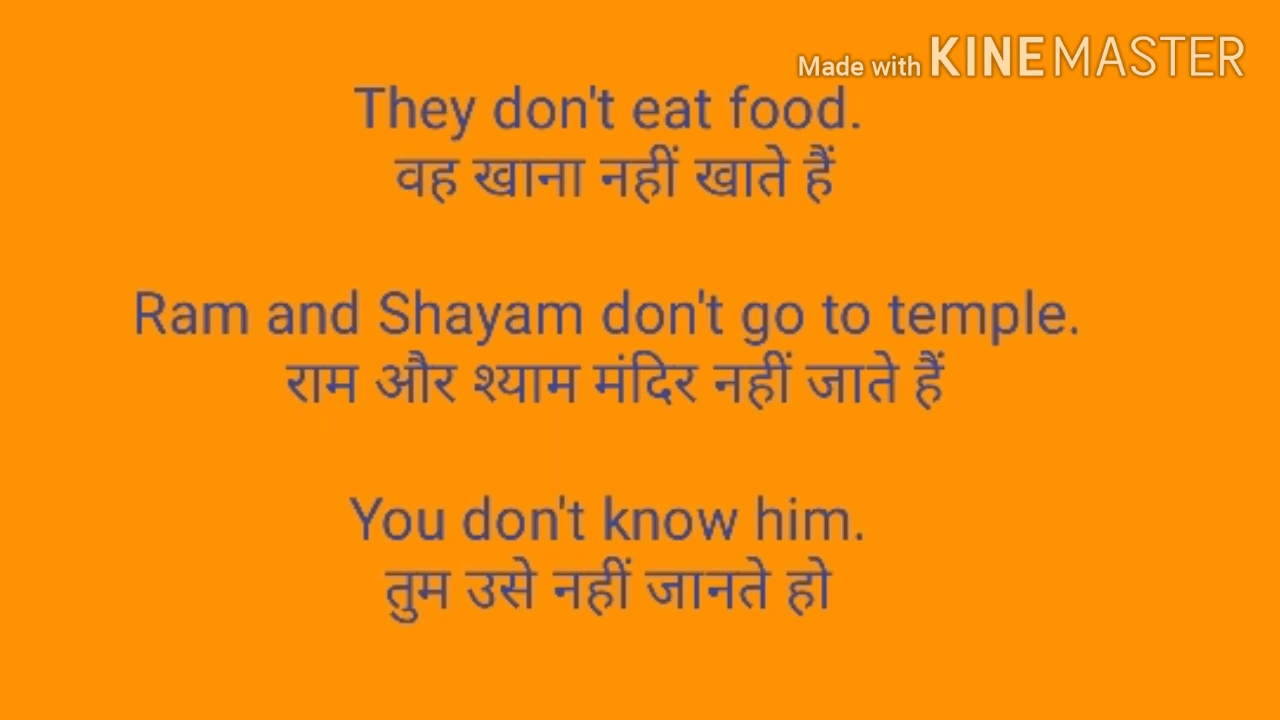 Made with KINEMASTER
They don't eat food.
वह खाना नहीं खाते हैं
Ram and Shayam don't go to temple.
राम और श्याम मंदिर नहीं जाते हैं
You don't know him.
तुम उसे नहीं जानते हो